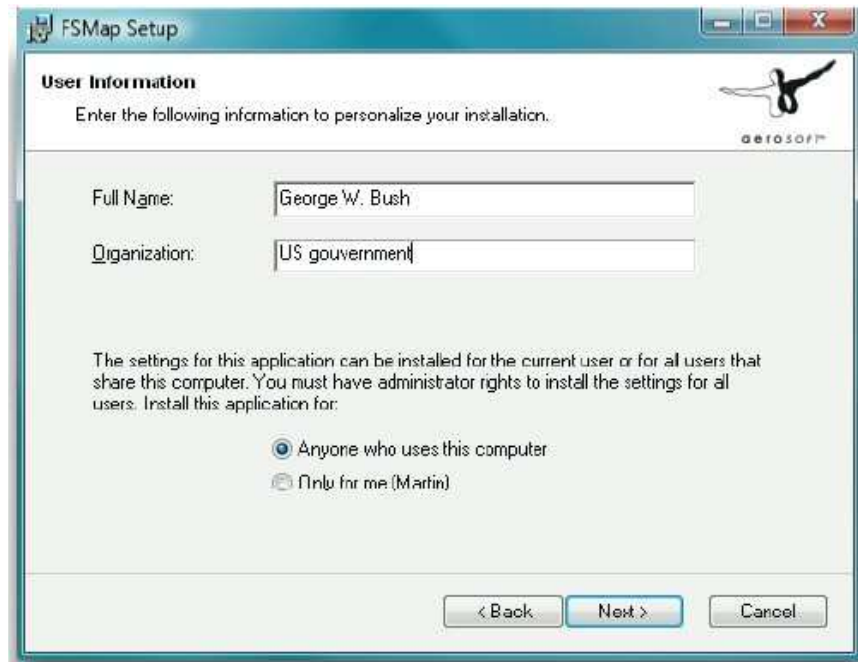 FSMap Setup
User Information
Enter the following information to personalize your installation.
aerosoft™
Full Name:
George W. Bush
Organization:
US gouvernment
The settings for this application can be installed for the current user or for all users that
share this computer. You must have administrator rights to install the settings for all
users. Install this application for:
Anyone who uses this computer
Only for me (Martin)
< Back
Next >
Cancel